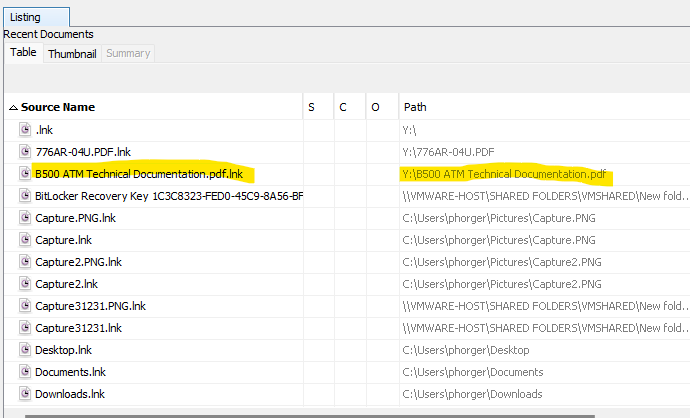 Listing
Recent Documents
Table Thumbnail Summary
Source Name S C O Path
.lnk Y:\
776AR-04U.PDF.lnk Y:\776AR-04U.PDF
B500 ATM Technical Documentation.pdf.lnk Y:\B500 ATM Technical Documentation.pdf
BitLocker Recovery Key 1C3C8323-FED0-45C9-8A56-BF \\VMWARE-HOST\SHARED FOLDERS\VMSHARED\New fold...
Capture.PNG.lnk C:\Users\phorger\Pictures\Capture.PNG
Capture.lnk C:\Users\phorger\Pictures\Capture.PNG
Capture2.PNG.lnk C:\Users\phorger\Pictures\Capture2.PNG
Capture2.lnk C:\Users\phorger\Pictures\Capture2.PNG
Capture31231.PNG.lnk \\VMWARE-HOST\SHARED FOLDERS\VMSHARED\New fold...
Capture31231.lnk \\VMWARE-HOST\SHARED FOLDERS\VMSHARED\New fold...
Desktop.lnk C:\Users\phorger\Desktop
Documents.lnk C:\Users\phorger\Documents
Downloads.lnk C:\Users\phorger\Downloads